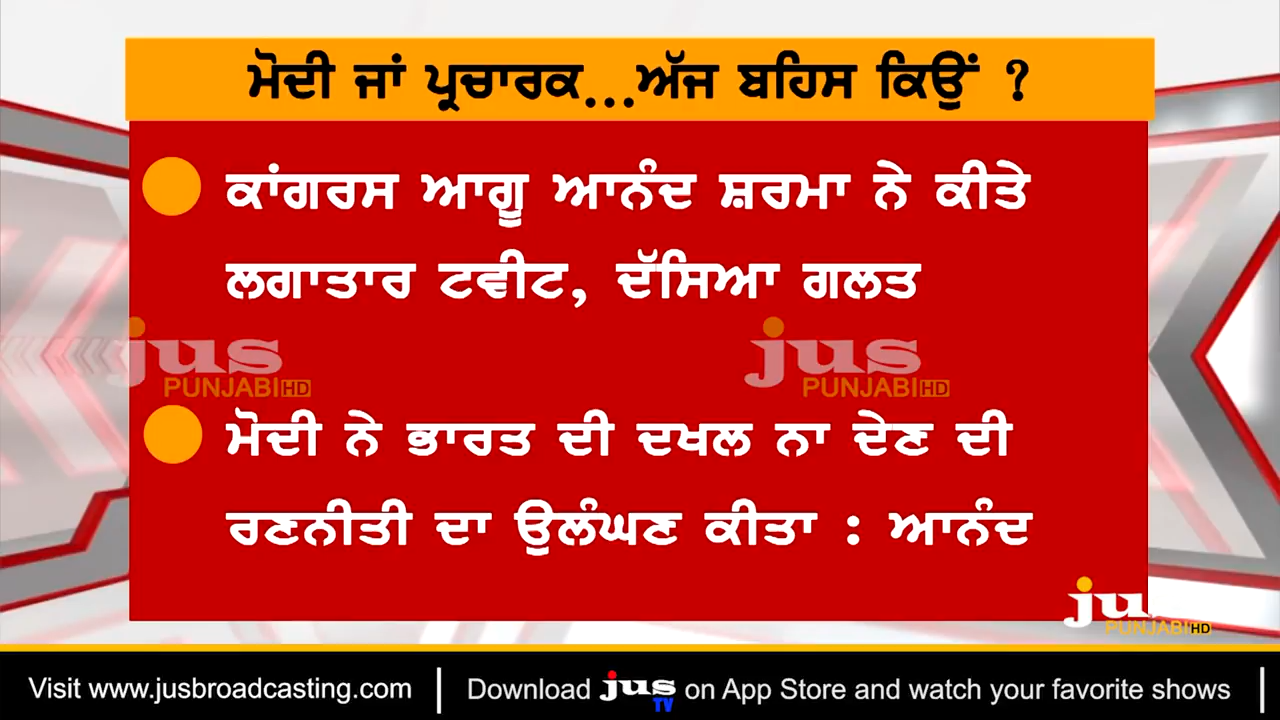 ਮੋਦੀ ਜਾਂ ਪ੍ਰਚਾਰਕ...ਅੱਜ ਬਹਿਸ ਕਿਉਂ ?
ਕਾਂਗਰਸ ਆਗੂ ਆਨੰਦ ਸ਼ਰਮਾ ਨੇ ਕੀਤੇ
ਲਗਾਤਾਰ ਟਵੀਟ, ਦੱਸਿਆ ਗਲਤ
jus jus
PUNJABI HD PUNJABI HD
ਮੋਦੀ ਨੇ ਭਾਰਤ ਦੀ ਦਖਲ ਨਾ ਦੇਣ ਦੀ
ਰਣਨੀਤੀ ਦਾ ਉਲੰਘਣ ਕੀਤਾ : ਆਨੰਦ
jus
PUNJABI HD
Visit www.jusbroadcasting.com | Download jus TV on App Store and watch your favorite shows |